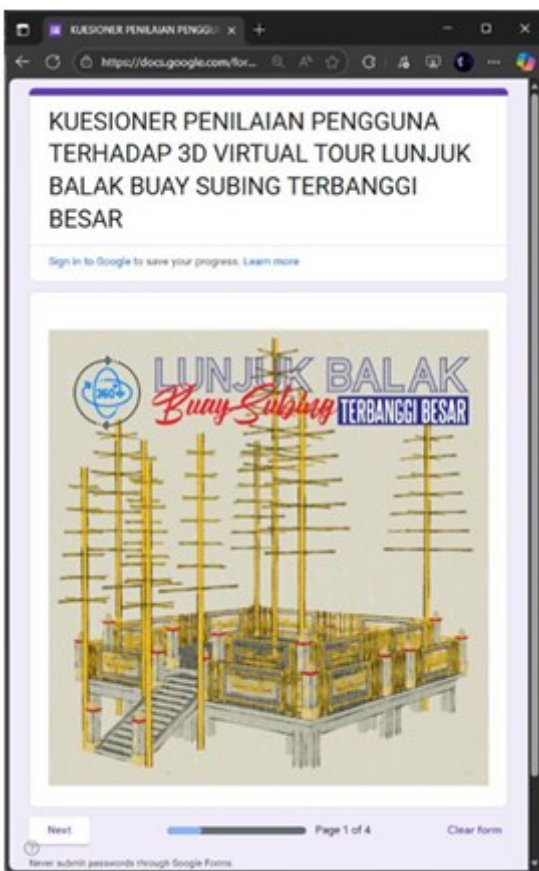 KUESIONER PENILAIAN PENGGU
https://docs.google.com/for...
KUESIONER PENILAIAN PENGGUNA
TERHADAP 3D VIRTUAL TOUR LUNJUK
BALAK BUAY SUBING TERBANGGI
BESAR
Sign in to Google to save your progress. Learn more
360
LUNJUK BALAK
Buay Subing TERBANGGI BESAR
Next
Page 1 of 4
Clear form
Never submit passwords through Google Forms.